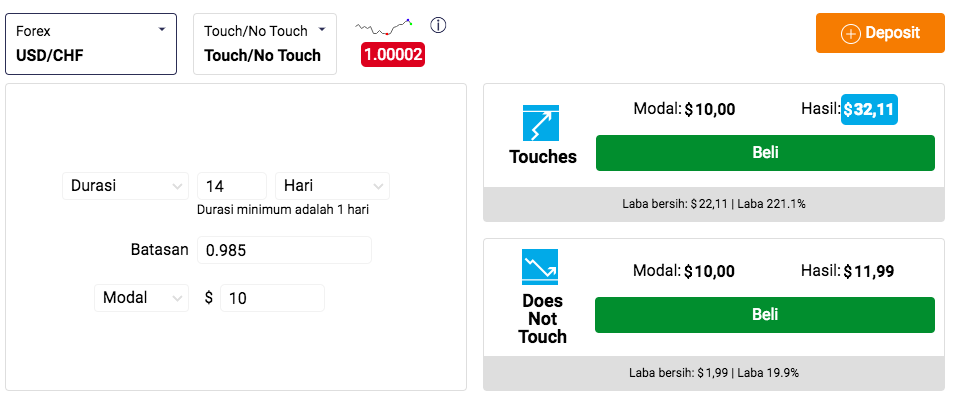 Forex
USD/CHF
Touch/No Touch
Touch/No Touch
1.00002
Deposit
Durasi 14 Hari
Durasi minimum adalah 1 hari
Batasan 0.985
Modal $ 10
Touches
Modal: $10,00 Hasil: $32,11
Beli
Laba bersih: $22,11 | Laba 221.1%
Does
Not
Touch
Modal: $10,00 Hasil: $11,99
Beli
Laba bersih: $1,99 | Laba 19.9%